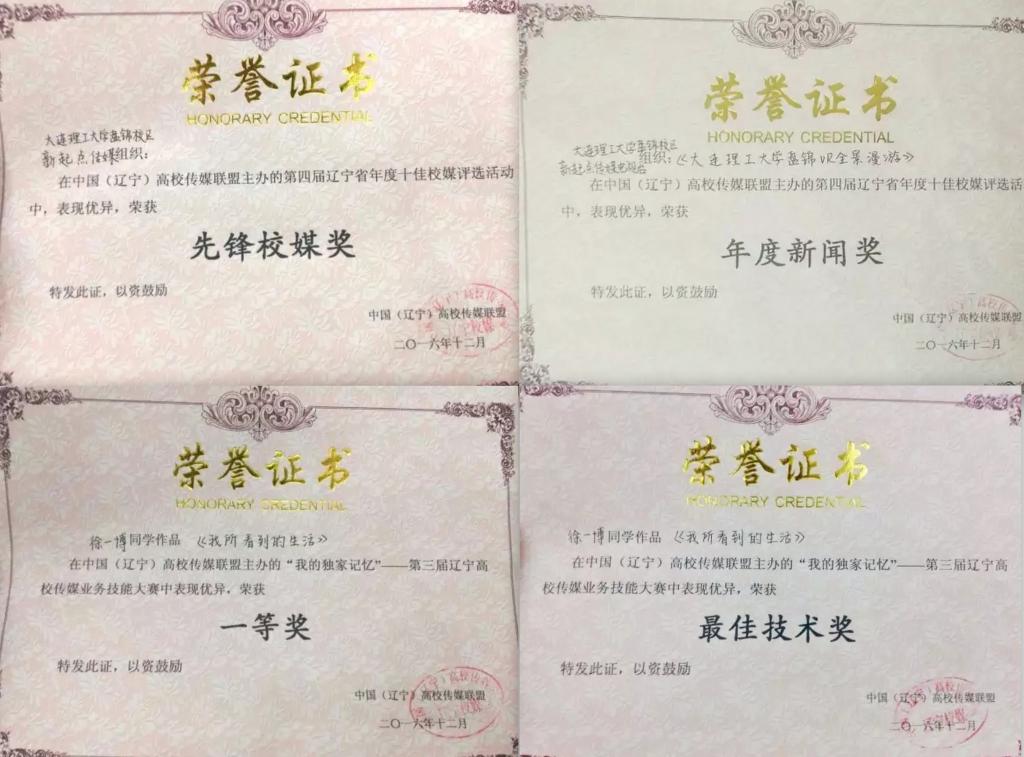 荣誉证书
HONORARY CREDENTIAL
大连理工大学盘锦校区
新起点传媒组织：
在中国（辽宁）高校传媒联盟主办的第四届辽宁省年度十佳校媒评选活动
中，表现优异，荣获
先锋校媒奖
特发此证，以资鼓励
中国（辽宁）高校传媒联盟
二〇一六年十二月
荣誉证书
HONORARY CREDENTIAL
大连理工大学盘锦校区
新起点传媒电视台组织：《大连理工大学盘锦VR全景漫游》
在中国（辽宁）高校传媒联盟主办的第四届辽宁省年度十佳校媒评选活
中，表现优异，荣获
年度新闻奖
特发此证，以资鼓励
中国（辽宁）高校传媒联盟
二〇一六年十二月
荣誉证书
HONORARY CREDENTIAL
徐一博同学作品 《我所看到的生活》
在中国（辽宁）高校传媒联盟主办的“我的独家记忆”——第三届辽宁高
校传媒业务技能大赛中表现优异，荣获
一等奖
特发此证，以资鼓励
中国（辽宁）高校传媒联盟
二〇一六年十二月
荣誉证书
HONORARY CREDENTIAL
徐一博同学作品 《我所看到的生活》
在中国（辽宁）高校传媒联盟主办的“我的独家记忆”——第三届辽宁高
校传媒业务技能大赛中表现优异，荣获
最佳技术奖
特发此证，以资鼓励
中国（辽宁）高校传媒联盟
二〇一六年十二月